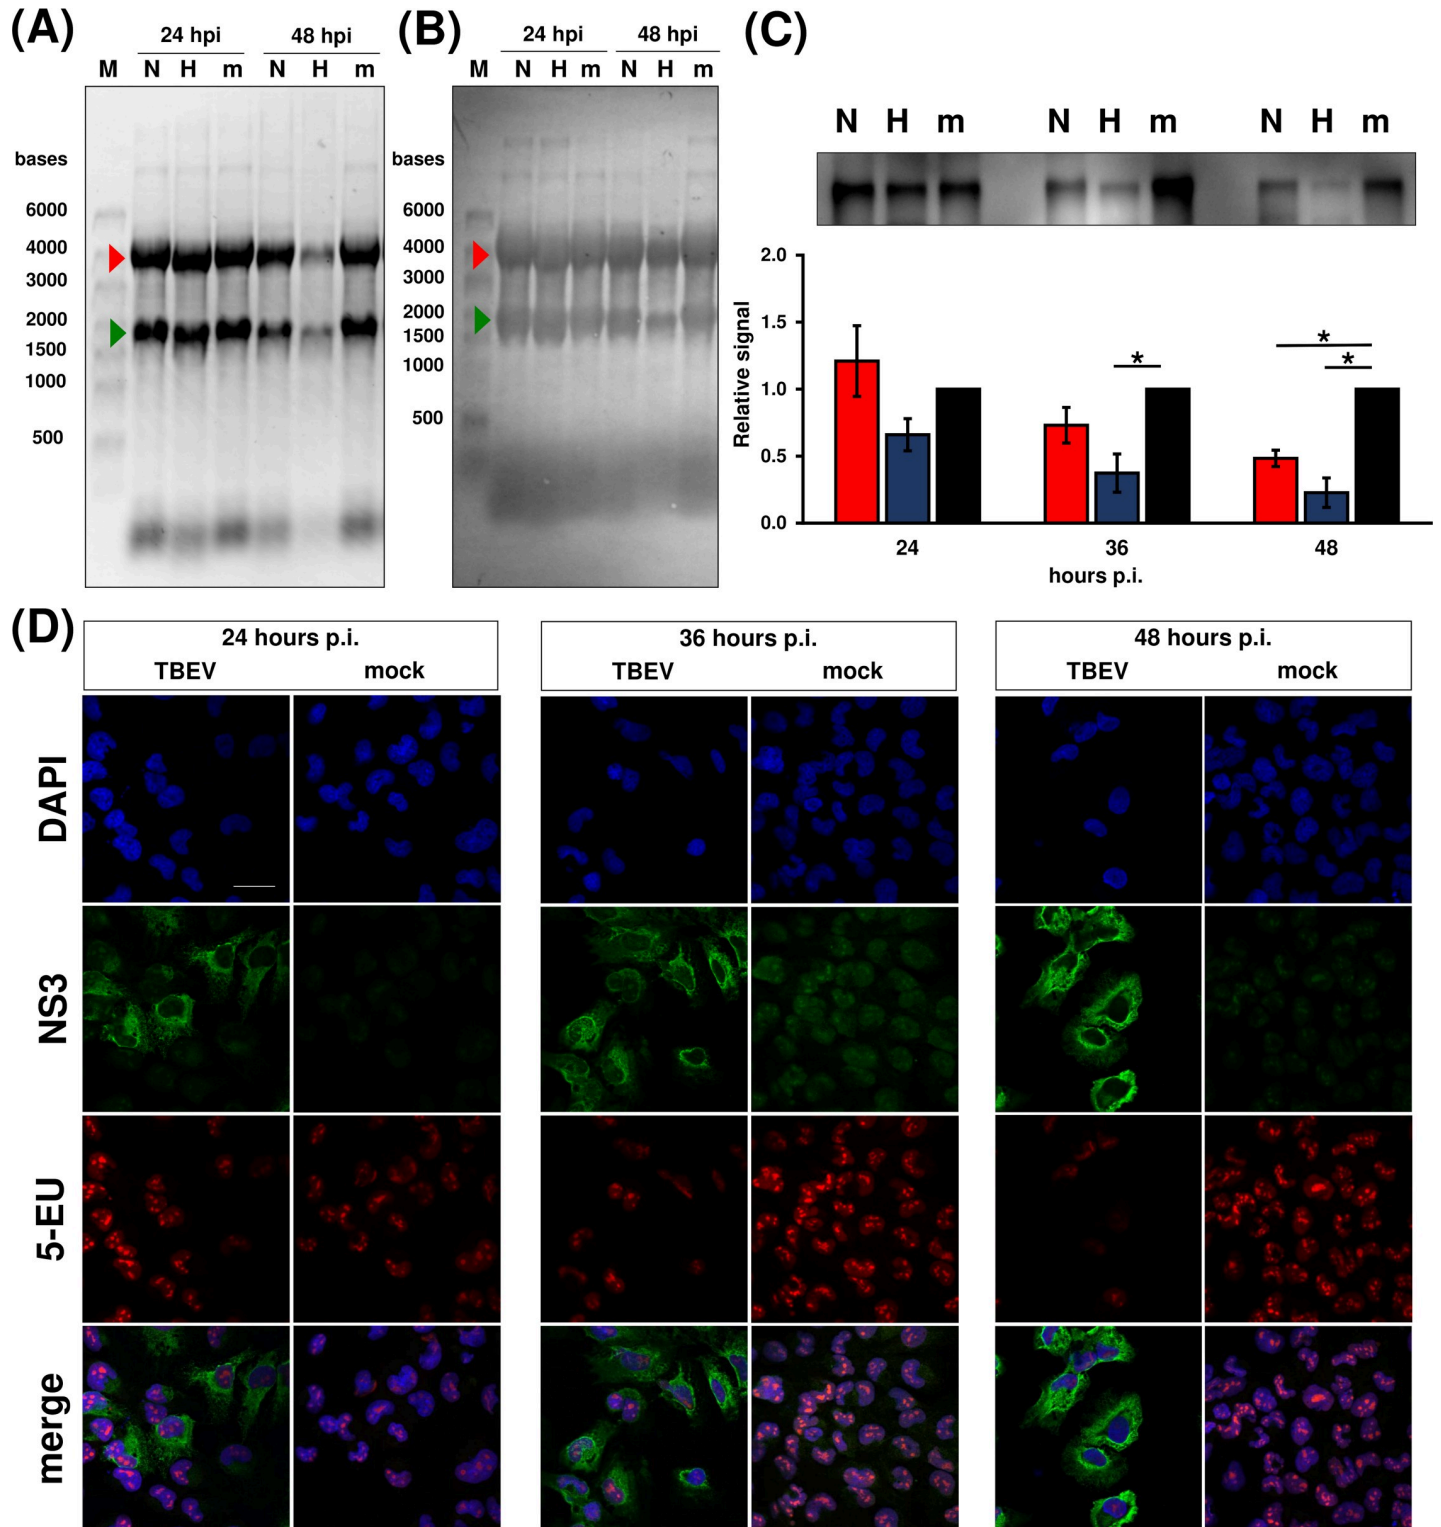 (A)
24 hpi 48 hpi
M N H m N H m
bases
6000
4000
3000
2000
1500
1000
500
(B)
24 hpi 48 hpi
M N H m N H m
bases
6000
4000
3000
2000
1500
1000
500
(C)
N H m N H m N H m
2.0
1.5
1.0
0.5
0.0
Relative signal
* * *
24 36 48
hours p.i.
(D)
24 hours p.i. 36 hours p.i. 48 hours p.i.
TBEV mock TBEV mock TBEV mock
DAPI
NS3
5-EU
merge